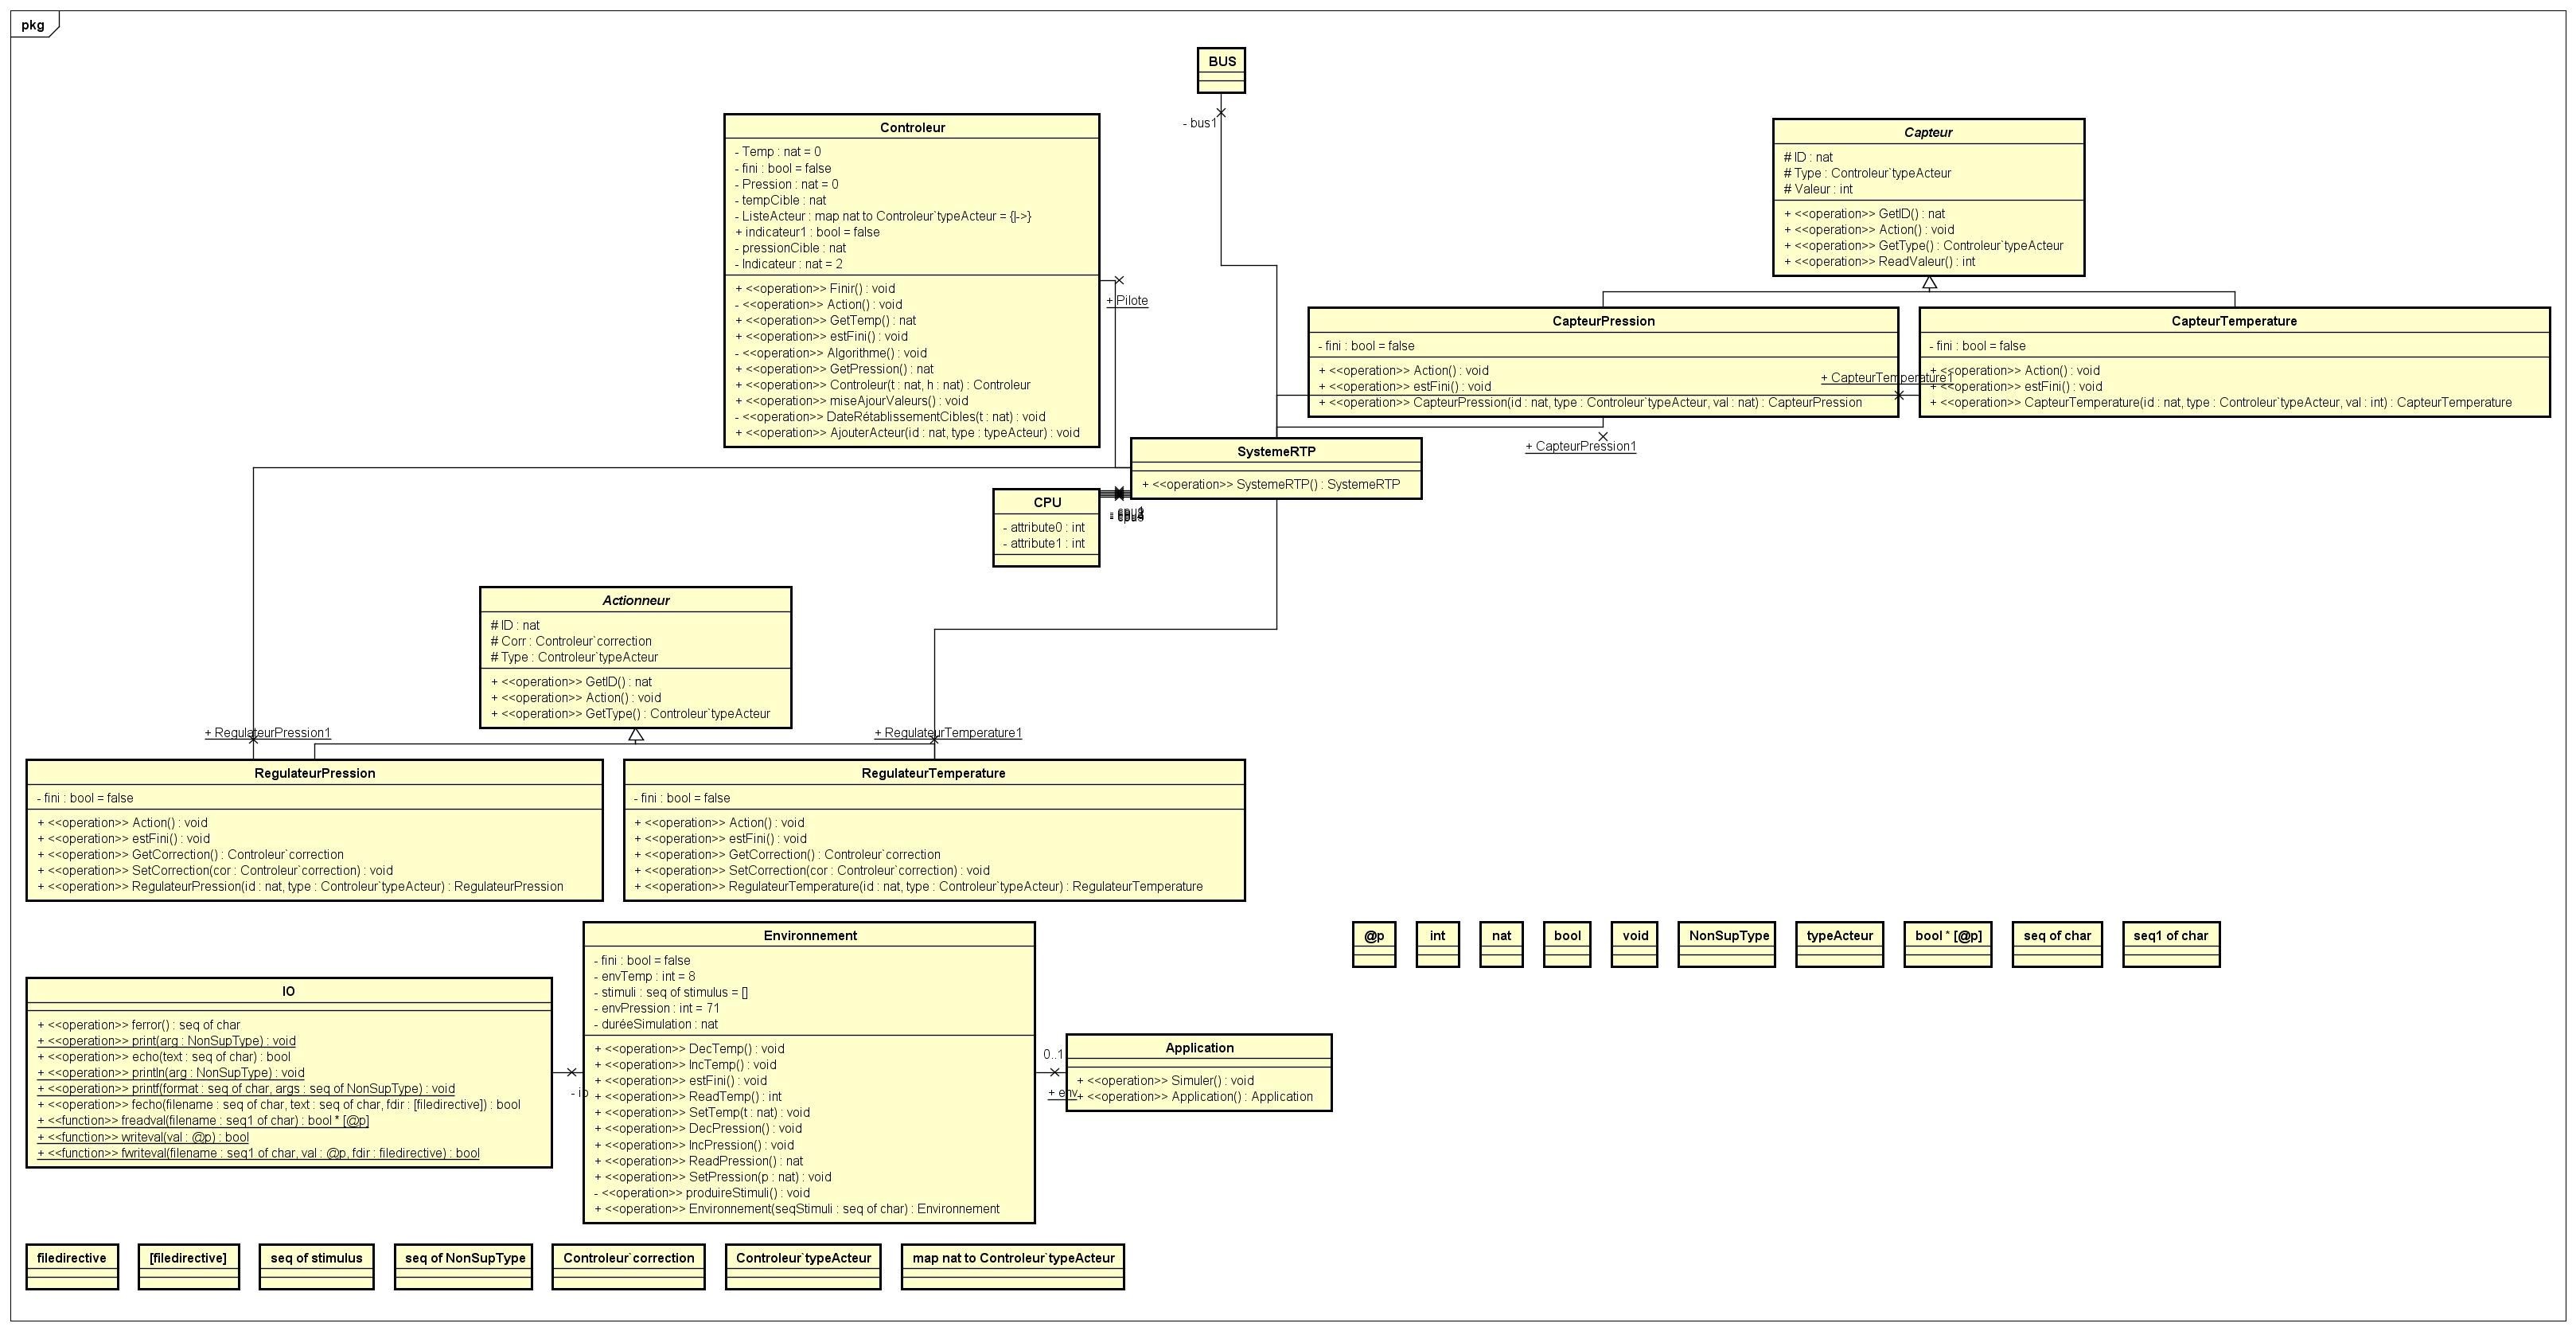 pkg
BUS
- bus1
Controleur
- Temp : nat = 0
- fini : bool = false
- Pression : nat = 0
- tempCible : nat
- ListeActeur : map nat to Controleur`typeActeur = {|->}
+ indicateur1 : bool = false
- pressionCible : nat
- Indicateur : nat = 2
+ <<operation>> Finir() : void
- <<operation>> Action() : void
+ <<operation>> GetTemp() : nat
+ <<operation>> estFini() : void
- <<operation>> Algorithme() : void
+ <<operation>> GetPression() : nat
+ <<operation>> Controleur(t : nat, h : nat) : Controleur
+ <<operation>> miseAjourValeurs() : void
- <<operation>> DateRétablissementCibles(t : nat) : void
+ <<operation>> AjouterActeur(id : nat, type : typeActeur) : void
+ Pilote
Capteur
# ID : nat
# Type : Controleur`typeActeur
# Valeur : int
+ <<operation>> GetID() : nat
+ <<operation>> Action() : void
+ <<operation>> GetType() : Controleur`typeActeur
+ <<operation>> ReadValeur() : int
CapteurPression
- fini : bool = false
+ <<operation>> Action() : void
+ <<operation>> estFini() : void
+ <<operation>> CapteurPression(id : nat, type : Controleur`typeActeur, val : nat) : CapteurPression
+ CapteurTemperature1
CapteurTemperature
- fini : bool = false
+ <<operation>> Action() : void
+ <<operation>> estFini() : void
+ <<operation>> CapteurTemperature(id : nat, type : Controleur`typeActeur, val : int) : CapteurTemperature
+ CapteurPression1
SystemeRTP
+ <<operation>> SystemeRTP() : SystemeRTP
CPU
- attribute0 : int
- attribute1 : int
Actionneur
# ID : nat
# Corr : Controleur`correction
# Type : Controleur`typeActeur
+ <<operation>> GetID() : nat
+ <<operation>> Action() : void
+ <<operation>> GetType() : Controleur`typeActeur
+ RegulateurPression1
+ RegulateurTemperature1
RegulateurPression
- fini : bool = false
+ <<operation>> Action() : void
+ <<operation>> estFini() : void
+ <<operation>> GetCorrection() : Controleur`correction
+ <<operation>> SetCorrection(cor : Controleur`correction) : void
+ <<operation>> RegulateurPression(id : nat, type : Controleur`typeActeur) : RegulateurPression
RegulateurTemperature
- fini : bool = false
+ <<operation>> Action() : void
+ <<operation>> estFini() : void
+ <<operation>> GetCorrection() : Controleur`correction
+ <<operation>> SetCorrection(cor : Controleur`correction) : void
+ <<operation>> RegulateurTemperature(id : nat, type : Controleur`typeActeur) : RegulateurTemperature
IO
+ <<operation>> ferror() : seq of char
+ <<operation>> print(arg : NonSupType) : void
+ <<operation>> echo(text : seq of char) : bool
+ <<operation>> println(arg : NonSupType) : void
+ <<operation>> printf(format : seq of char, args : seq of NonSupType) : void
+ <<operation>> fecho(filename : seq of char, text : seq of char, fdir : [filedirective]) : bool
+ <<function>> freadval(filename : seq1 of char) : bool * [@p]
+ <<function>> writeval(val : @p) : bool
+ <<function>> fwriteval(filename : seq1 of char, val : @p, fdir : filedirective) : bool
- io
Environnement
- fini : bool = false
- envTemp : int = 8
- stimuli : seq of stimulus = []
- envPression : int = 71
- duréeSimulation : nat
+ <<operation>> DecTemp() : void
+ <<operation>> IncTemp() : void
+ <<operation>> estFini() : void
+ <<operation>> ReadTemp() : int
+ <<operation>> SetTemp(t : nat) : void
+ <<operation>> DecPression() : void
+ <<operation>> IncPression() : void
+ <<operation>> ReadPression() : nat
+ <<operation>> SetPression(p : nat) : void
- <<operation>> produireStimuli() : void
+ <<operation>> Environnement(seqStimuli : seq of char) : Environnement
0..1
+ env
Application
+ <<operation>> Simuler() : void
+ <<operation>> Application() : Application
@p
int
nat
bool
void
NonSupType
typeActeur
bool * [@p]
seq of char
seq1 of char
filedirective
[filedirective]
seq of stimulus
seq of NonSupType
Controleur`correction
Controleur`typeActeur
map nat to Controleur`typeActeur